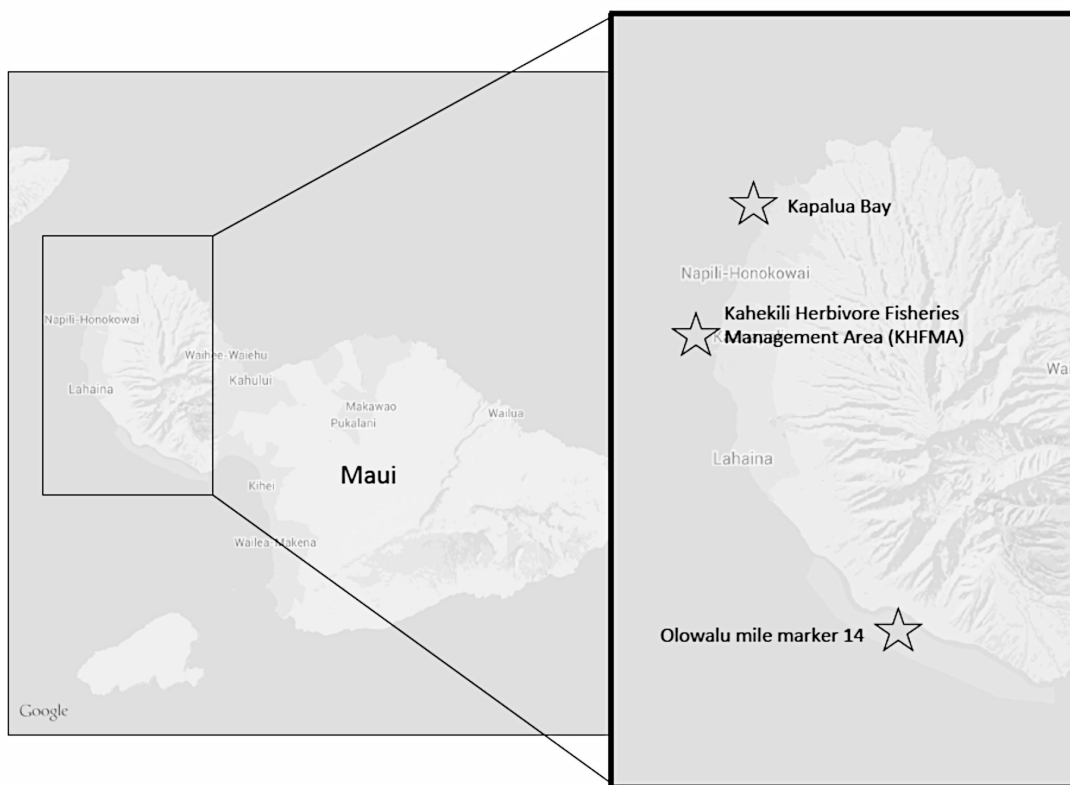 Napili-Honokowai
Waihee-Waiehu
Lahaina
Kahului
Makawao
Pukalani
Wailua
Maui
Kihei
Wailea-Makena
Google
Kapalua Bay
Napili-Honokowai
Kahekili Herbivore Fisheries
Management Area (KHFMA)
Lahaina
Olowalu mile marker 14